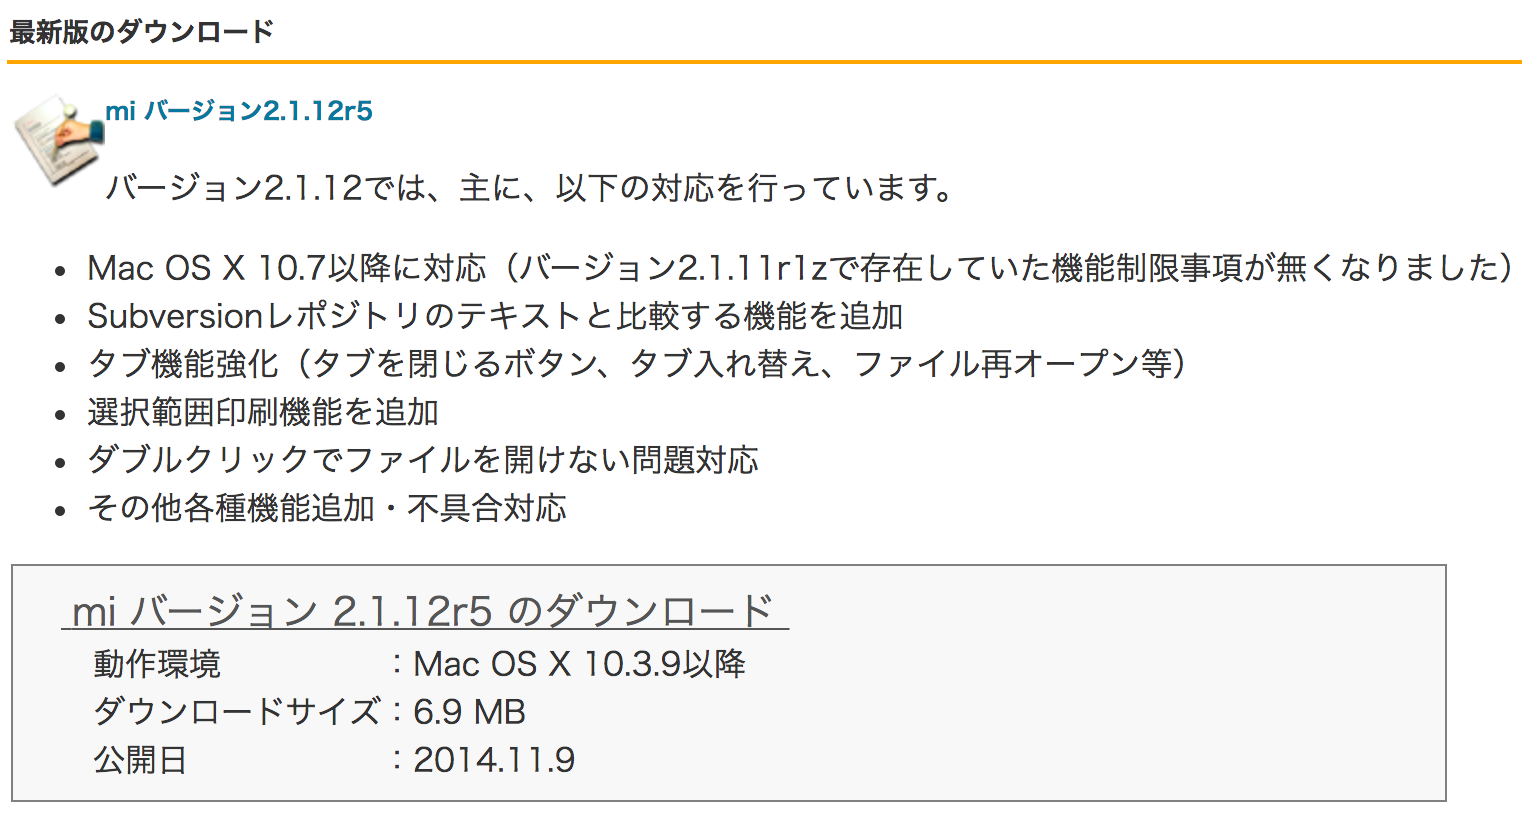 最新版のダウンロード
mi バージョン2.1.12r5
バージョン2.1.12では、主に、以下の対応を行っています。
• Mac OS X 10.7以降に対応（バージョン2.1.11r1zで存在していた機能制限事項が無くなりました）
• Subversionレポジトリのテキストと比較する機能を追加
• タブ機能強化（タブを閉じるボタン、タブ入れ替え、ファイル再オープン等）
• 選択範囲印刷機能を追加
• ダブルクリックでファイルを開けない問題対応
• その他各種機能追加・不具合対応
mi バージョン 2.1.12r5 のダウンロード
動作環境　　　　　：Mac OS X 10.3.9以降
ダウンロードサイズ：6.9 MB
公開日　　　　　　：2014.11.9